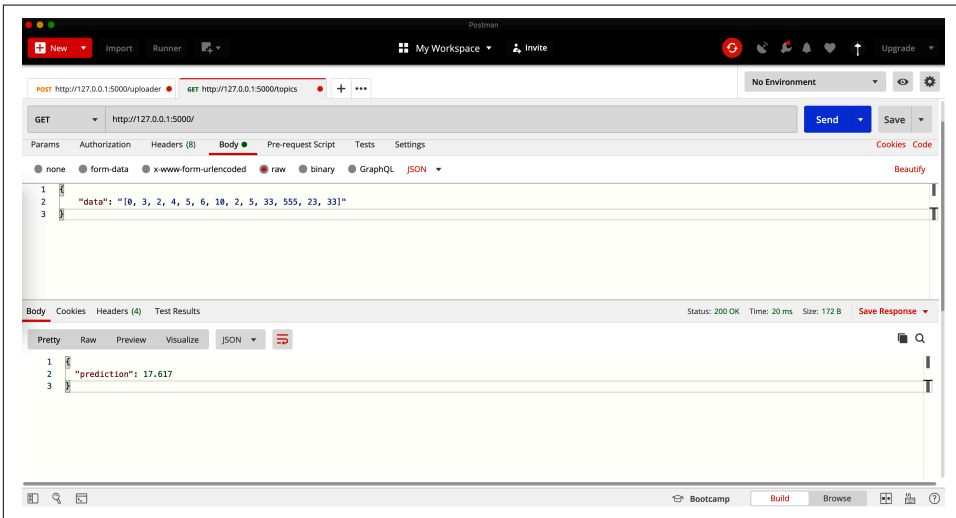 Postman
New Import Runner My Workspace Invite Upgrade
POST http://127.0.0.1:5000/uploader GET http://127.0.0.1:5000/topics No Environment
GET http://127.0.0.1:5000/ Send Save
Params Authorization Headers (8) Body Pre-request Script Tests Settings Cookies Code
none form-data x-www-form-urlencoded raw binary GraphQL JSON Beautify
1 {
2 "data": "[0, 3, 2, 4, 5, 6, 10, 2, 5, 33, 555, 23, 33]"
3 }
Body Cookies Headers (4) Test Results Status: 200 OK Time: 20 ms Size: 172 B Save Response
Pretty Raw Preview Visualize JSON
1 {
2 "prediction": 17.617
3 }
Bootcamp Build Browse